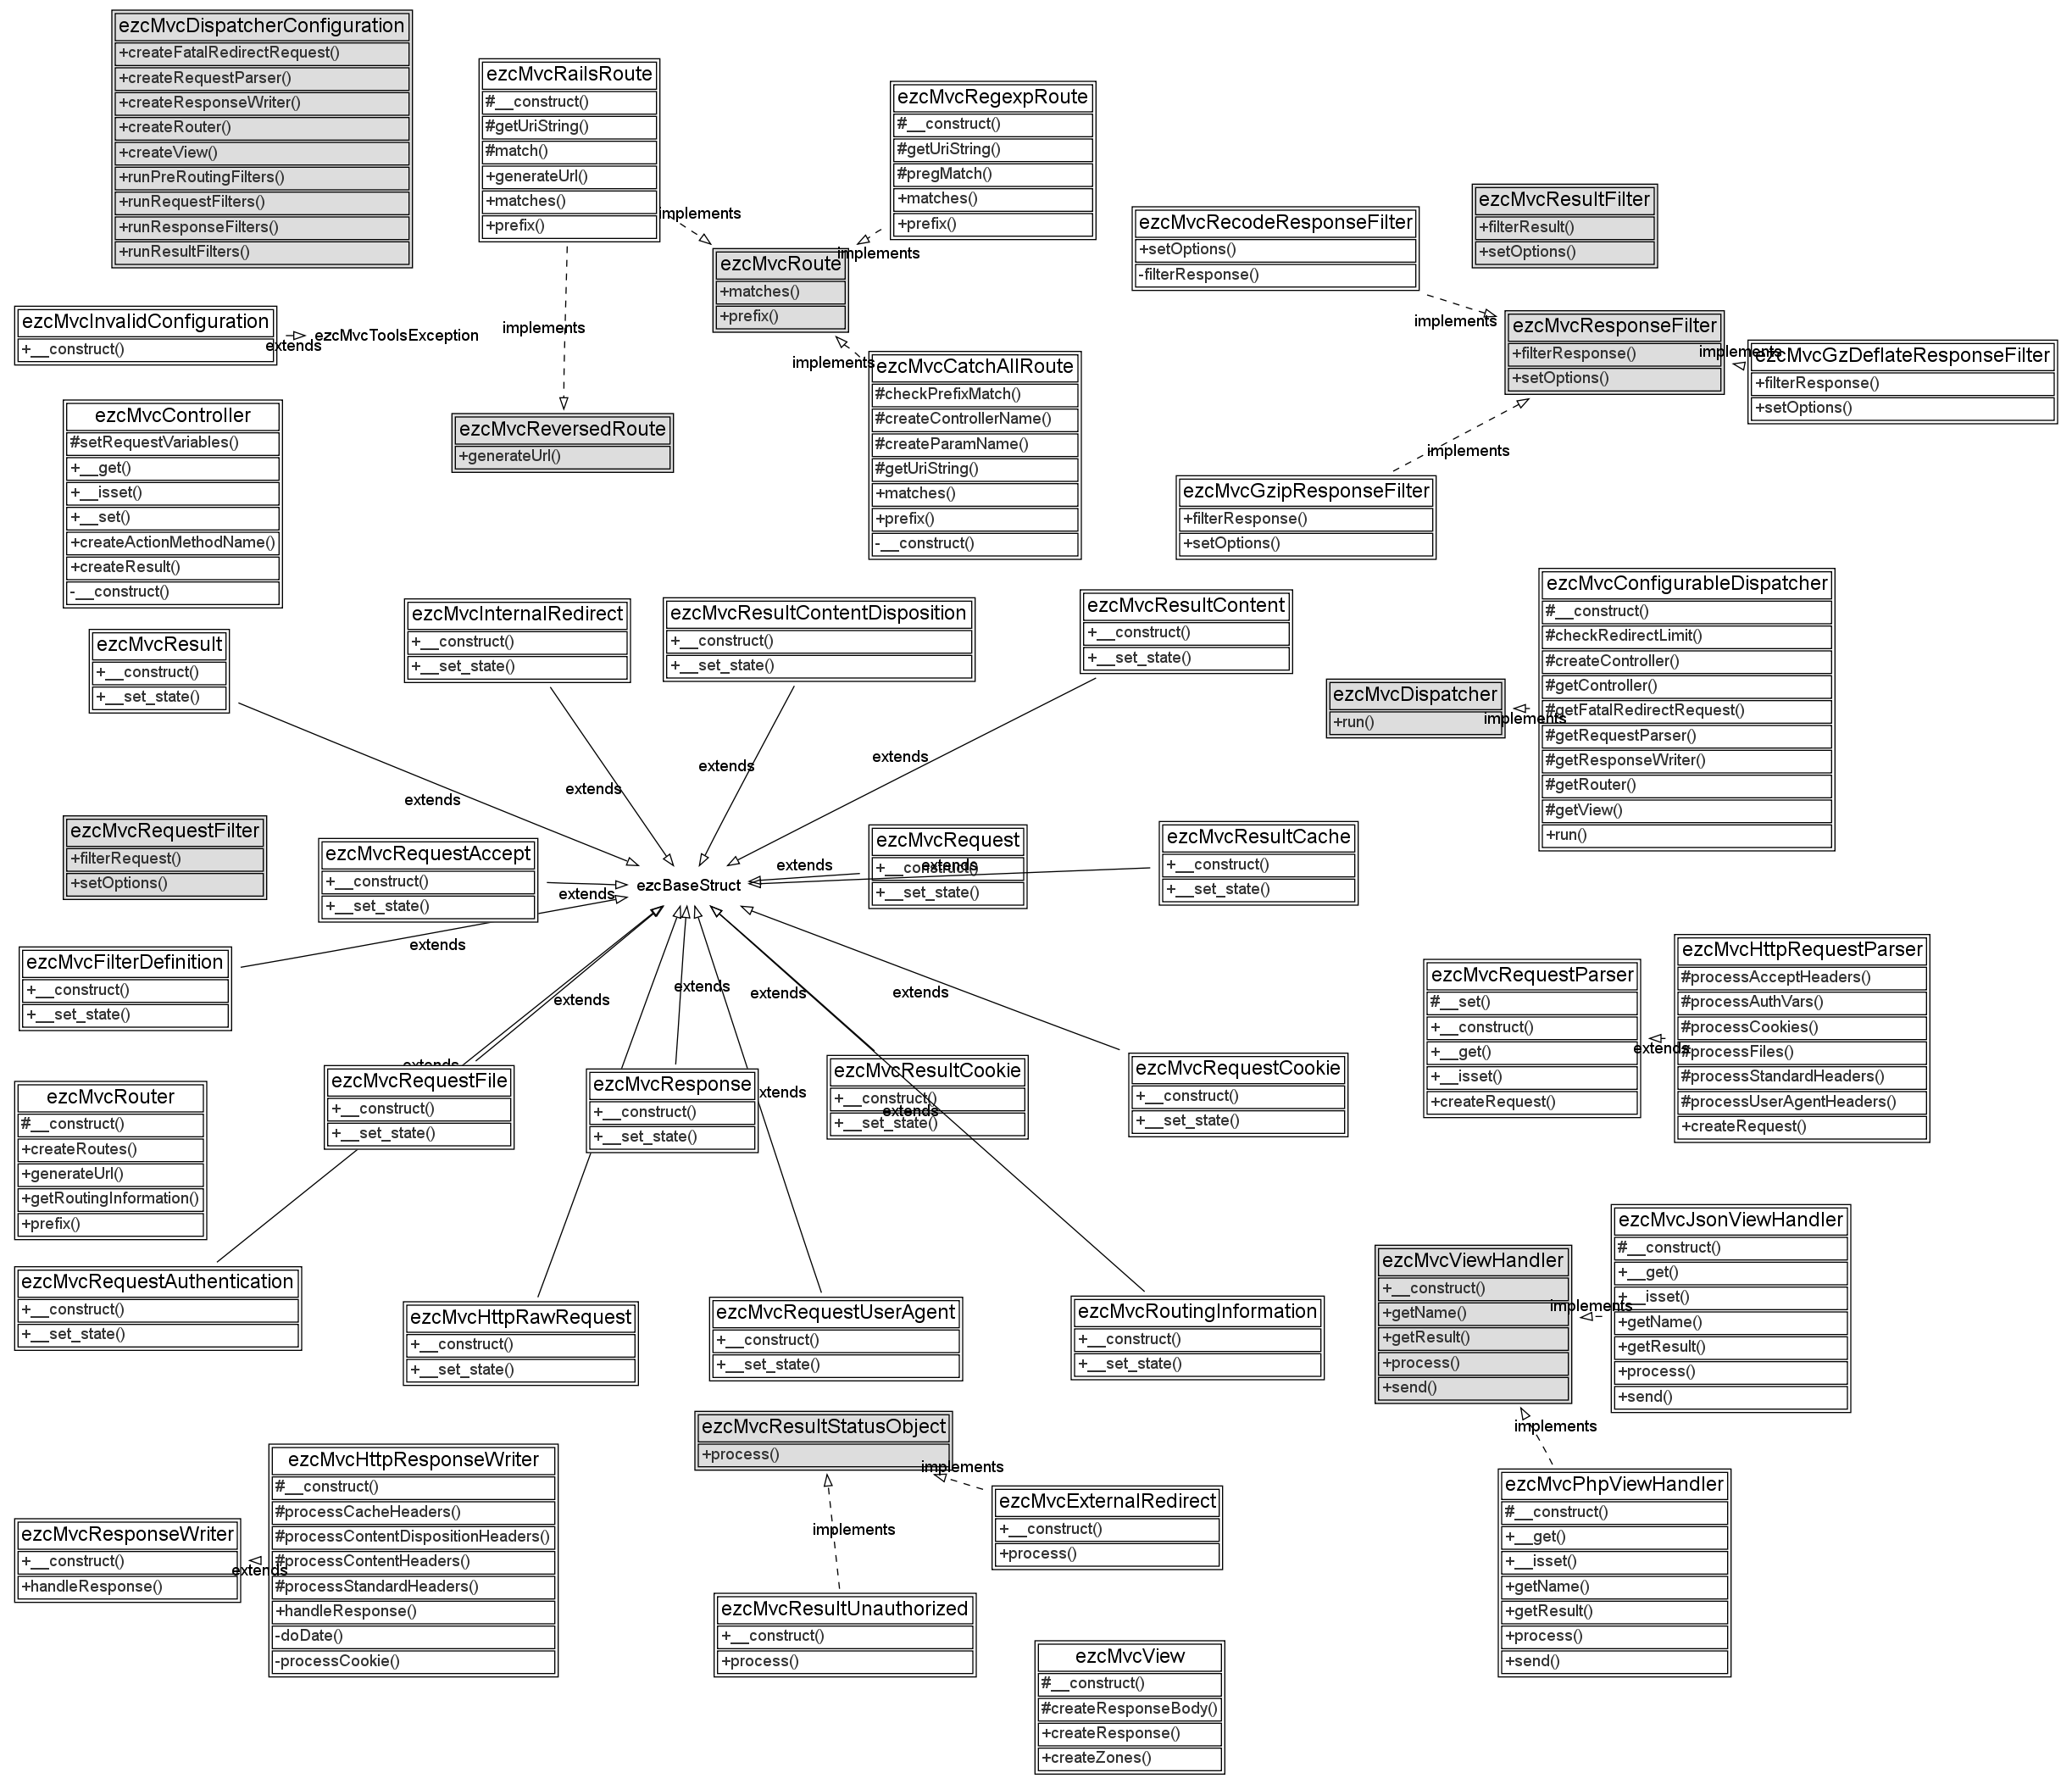 ezcMvcDispatcherConfiguration
+createFatalRedirectRequest()
+createRequestParser()
+createResponseWriter()
+createRouter()
+createView()
+runPreRoutingFilters()
+runRequestFilters()
+runResponseFilters()
+runResultFilters()
ezcMvcRailsRoute
#__construct()
#getUriString()
#match()
+generateUrl()
+matches()
+prefix()
implements
ezcMvcRegexpRoute
#__construct()
#getUriString()
#pregMatch()
+matches()
+prefix()
implements
ezcMvcRoute
+matches()
+prefix()
ezcMvcRecodeResponseFilter
+setOptions()
-filterResponse()
implements
ezcMvcResultFilter
+filterResult()
+setOptions()
ezcMvcResponseFilter
+filterResponse()
+setOptions()
implements
ezcMvcGzDeflateResponseFilter
+filterResponse()
+setOptions()
ezcMvcInvalidConfiguration
+__construct()
extends
ezcMvcToolsException
implements
implements
ezcMvcCatchAllRoute
#checkPrefixMatch()
#createControllerName()
#createParamName()
#getUriString()
+matches()
+prefix()
-__construct()
ezcMvcController
#setRequestVariables()
+__get()
+__isset()
+__set()
+createActionMethodName()
+createResult()
-__construct()
ezcMvcReversedRoute
+generateUrl()
implements
ezcMvcGzipResponseFilter
+filterResponse()
+setOptions()
ezcMvcConfigurableDispatcher
#__construct()
#checkRedirectLimit()
#createController()
#getController()
#getFatalRedirectRequest()
#getRequestParser()
#getResponseWriter()
#getRouter()
#getView()
+run()
ezcMvcDispatcher
+run()
implements
ezcMvcResult
+__construct()
+__set_state()
ezcMvcInternalRedirect
+__construct()
+__set_state()
ezcMvcResultContentDisposition
+__construct()
+__set_state()
ezcMvcResultContent
+__construct()
+__set_state()
extends
extends
extends
extends
ezcMvcRequestFilter
+filterRequest()
+setOptions()
ezcMvcRequestAccept
+__construct()
+__set_state()
extends
ezcBaseStruct
extends
ezcMvcRequest
+__construct()
+__set_state()
extends
ezcMvcResultCache
+__construct()
+__set_state()
ezcMvcFilterDefinition
+__construct()
+__set_state()
extends
extends
extends
extends
extends
ezcMvcRequestParser
#__set()
+__construct()
+__get()
+__isset()
+createRequest()
extends
ezcMvcHttpRequestParser
#processAcceptHeaders()
#processAuthVars()
#processCookies()
#processFiles()
#processStandardHeaders()
#processUserAgentHeaders()
+createRequest()
ezcMvcRouter
#__construct()
+createRoutes()
+generateUrl()
+getRoutingInformation()
+prefix()
extends
ezcMvcRequestFile
+__construct()
+__set_state()
ezcMvcResponse
+__construct()
+__set_state()
xtends
ezcMvcResultCookie
+__construct()
+__set_state()
extends
ezcMvcRequestCookie
+__construct()
+__set_state()
ezcMvcRequestAuthentication
+__construct()
+__set_state()
ezcMvcHttpRawRequest
+__construct()
+__set_state()
ezcMvcRequestUserAgent
+__construct()
+__set_state()
ezcMvcRoutingInformation
+__construct()
+__set_state()
ezcMvcViewHandler
+__construct()
+getName()
+getResult()
+process()
+send()
implements
ezcMvcJsonViewHandler
#__construct()
+__get()
+__isset()
+getName()
+getResult()
+process()
+send()
implements
ezcMvcPhpViewHandler
#__construct()
+__get()
+__isset()
+getName()
+getResult()
+process()
+send()
ezcMvcResponseWriter
+__construct()
+handleResponse()
extends
ezcMvcHttpResponseWriter
#__construct()
#processCacheHeaders()
#processContentDispositionHeaders()
#processContentHeaders()
#processStandardHeaders()
+handleResponse()
-doDate()
-processCookie()
ezcMvcResultStatusObject
+process()
implements
ezcMvcExternalRedirect
+__construct()
+process()
implements
ezcMvcResultUnauthorized
+__construct()
+process()
ezcMvcView
#__construct()
#createResponseBody()
+createResponse()
+createZones()